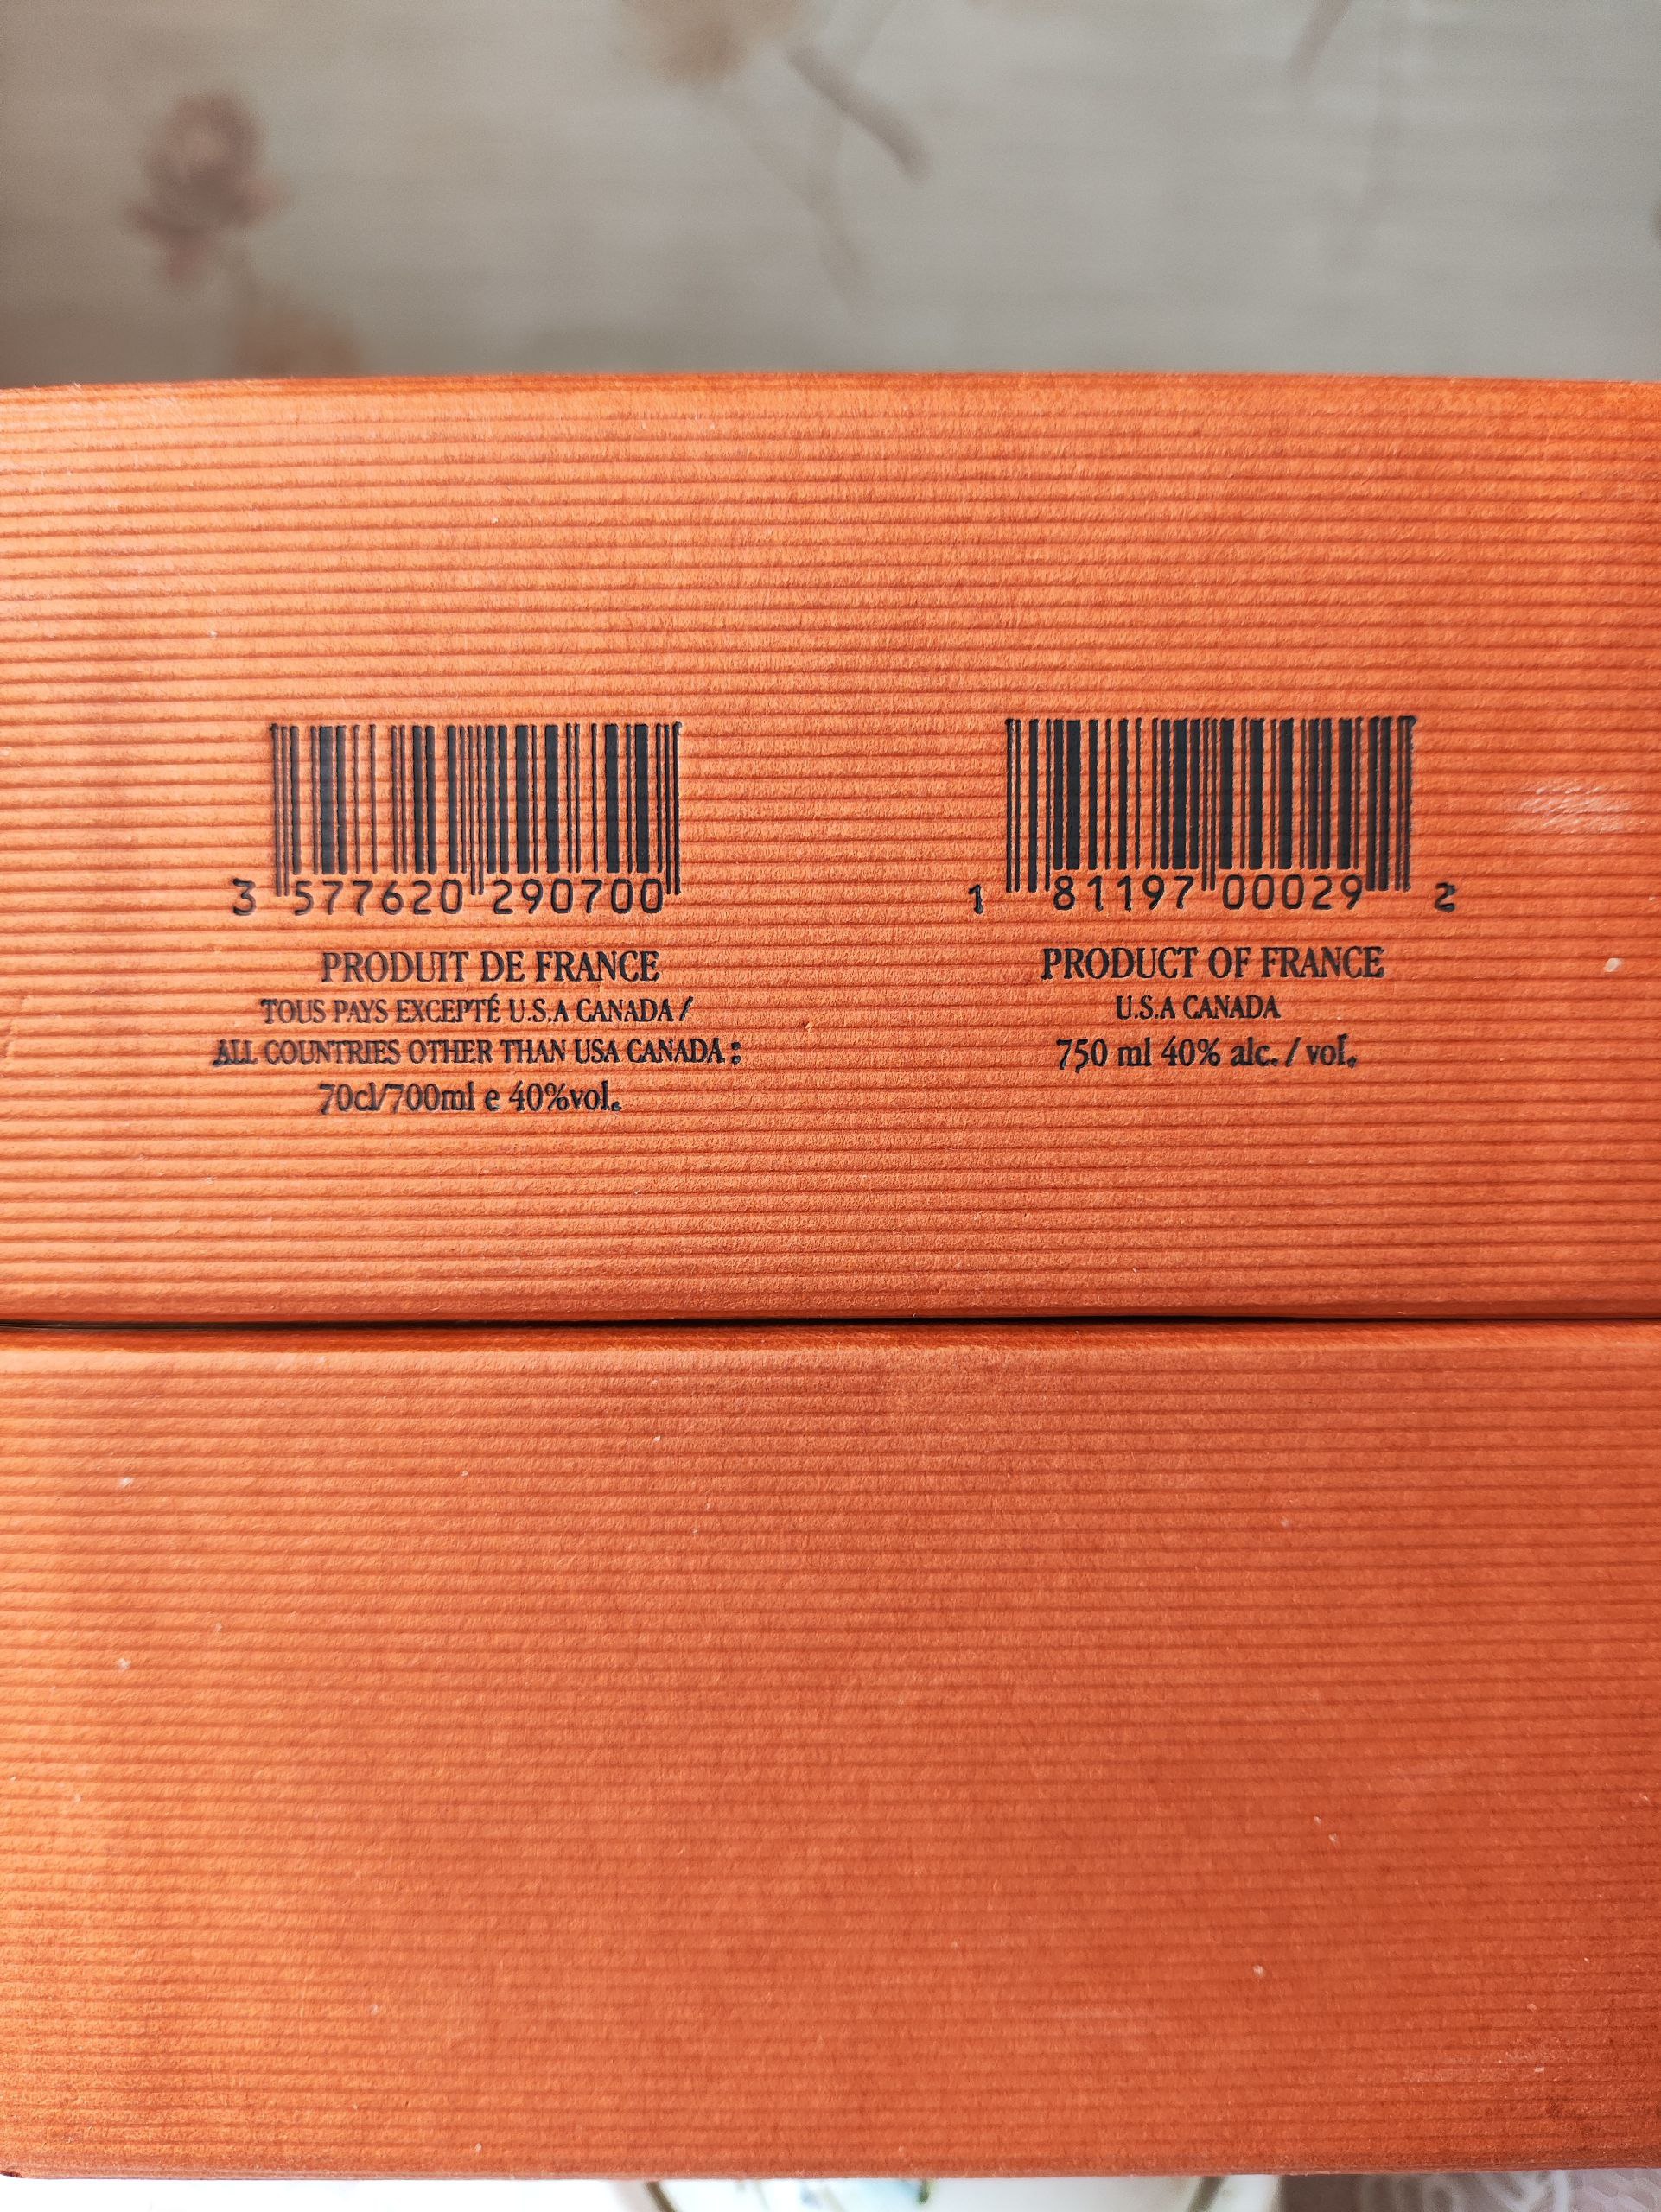 3 577620 290700
PRODUIT DE FRANCE
TOUS PAYS EXCEPTÉ U.S.A CANADA /
ALL COUNTRIES OTHER THAN USA CANADA :
70cl/700ml e 40%vol.
1 81197 00029 2
PRODUCT OF FRANCE
U.S.A CANADA
750 ml 40% alc. / vol.